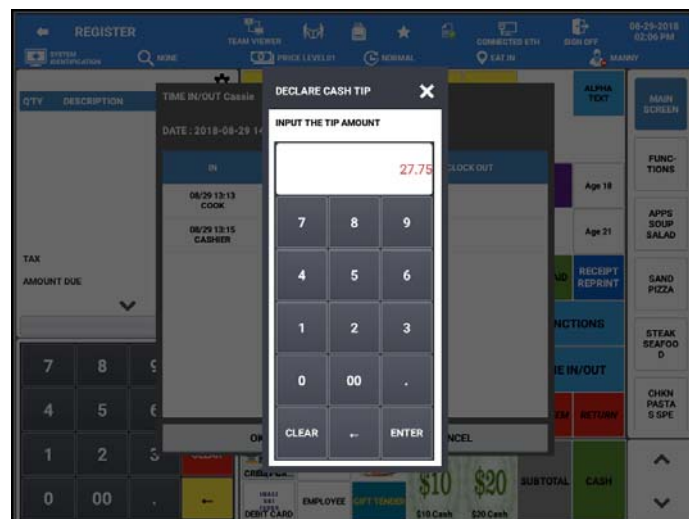 REGISTER
TEAM VIEWER
CONNECTED ETH
SIGN OFF
08-29-2018
02:06 PM
SYSTEM
IDENTIFICATION
NONE
PRICE LEVEL01
NORMAL
EAT IN
MANNY
QTY DESCRIPTION
TAX
AMOUNT DUE
TIME IN/OUT Cassie
DATE : 2018-08-29 14
IN
CLOCK OUT
08/29 13:13
COOK
08/29 13:15
CASHIER
DECLARE CASH TIP
INPUT THE TIP AMOUNT
27.75
7 8 9
4 5 6
1 2 3
0 00 .
CLEAR ← ENTER
ALPHA
TEXT
MAIN
SCREEN
FUNC-
TIONS
Age 18
APPS
SOUP
SALAD
Age 21
RECEIPT
REPRINT
SAND
PIZZA
STEAK
SEAFOO
D
IN/OUT
CHKN
PASTA
S SPE
RETURN
7 8 9
4 5 6
1 2 3
0 00 . ←
DEBIT CARD
EMPLOYEE
GIFT TENDER
$10
$10 Cash
$20
$20 Cash
SUBTOTAL
CASH